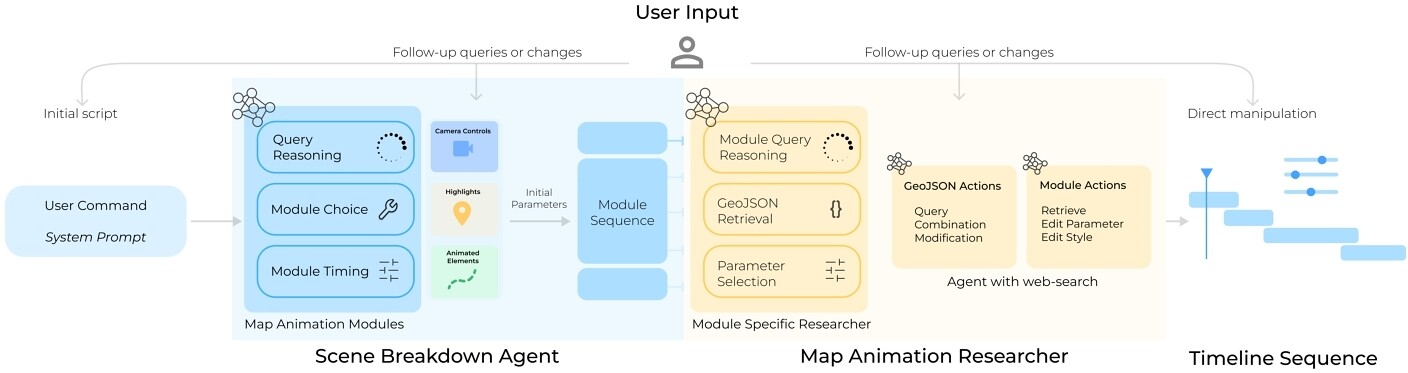 User Input
Follow-up queries or changes
Follow-up queries or changes
Initial script
Direct manipulation
User Command
System Prompt
Query
Reasoning
Module Choice
Module Timing
Map Animation Modules
Camera Controls
Highlights
Animated
Elements
Initial
Parameters
Module
Sequence
Module Query
Reasoning
GeoJSON
Retrieval
{}
Parameter
Selection
Module Specific Researcher
GeoJSON Actions
Query
Combination
Modification
Module Actions
Retrieve
Edit Parameter
Edit Style
Agent with web-search
Scene Breakdown Agent
Map Animation Researcher
Timeline Sequence